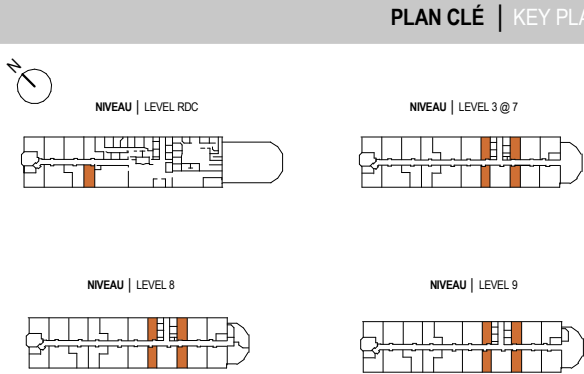 PLAN CLÉ | KEY PLA
N
NIVEAU | LEVEL RDC
NIVEAU | LEVEL 3 @ 7
NIVEAU | LEVEL 8
NIVEAU | LEVEL 9